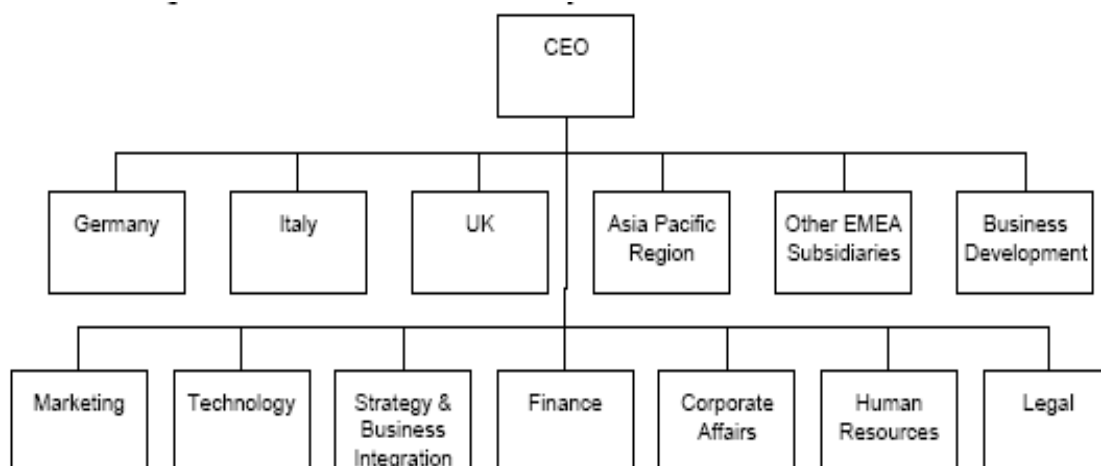 CEO
Germany
Italy
UK
Asia Pacific
Region
Other EMEA
Subsidiaries
Business
Development
Marketing
Technology
Strategy &
Business
Integration
Finance
Corporate
Affairs
Human
Resources
Legal